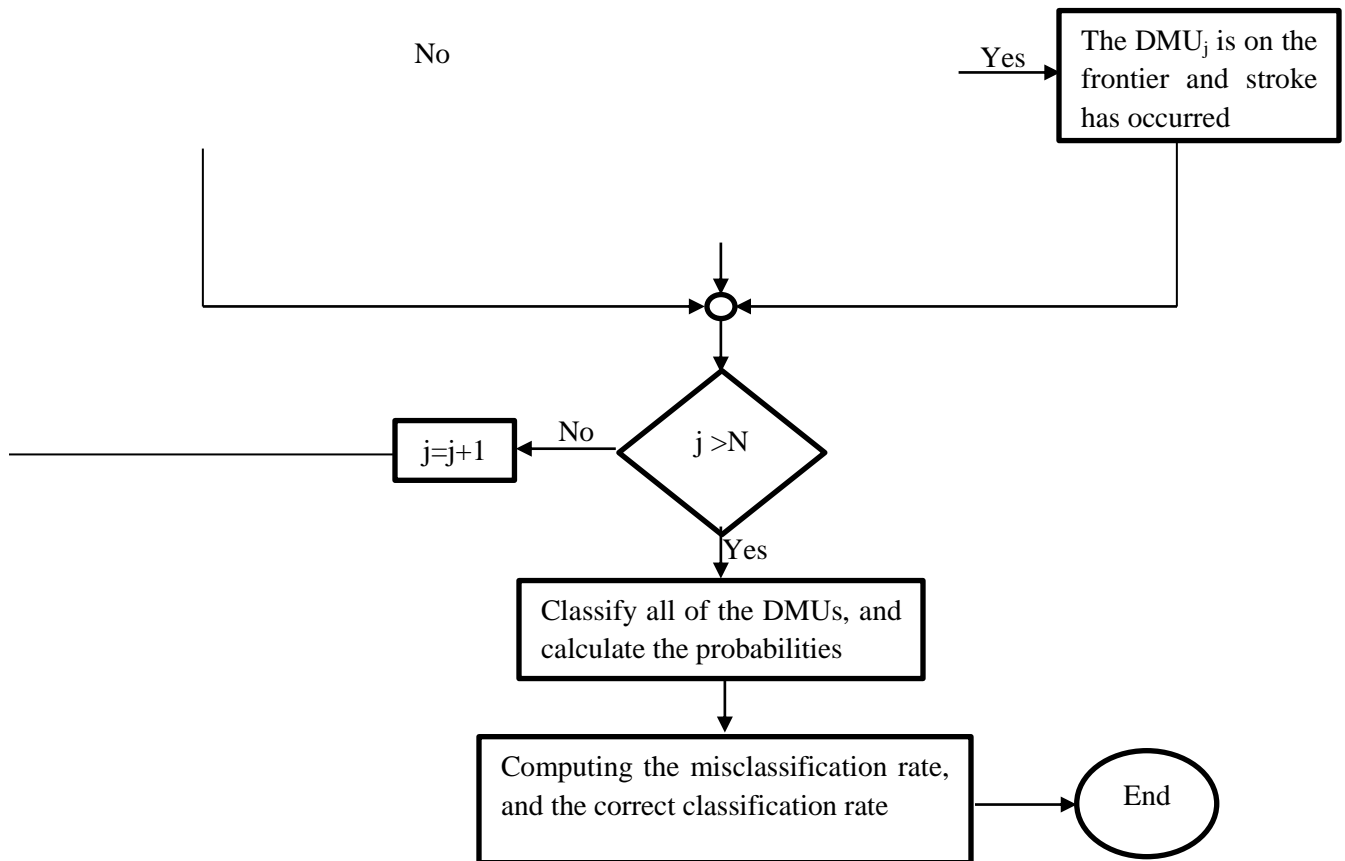 No
Yes
The DMUj is on the
frontier and stroke
has occurred
j=j+1
No
j >N
Yes
Classify all of the DMUs, and
calculate the probabilities
Computing the misclassification rate,
and the correct classification rate
End